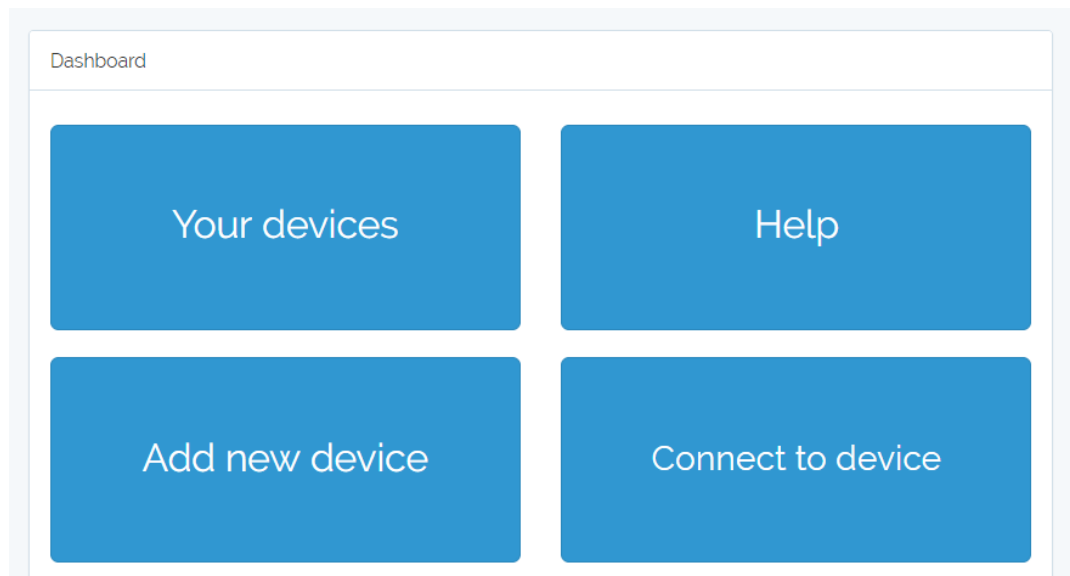 Dashboard
Your devices
Help
Add new device
Connect to device